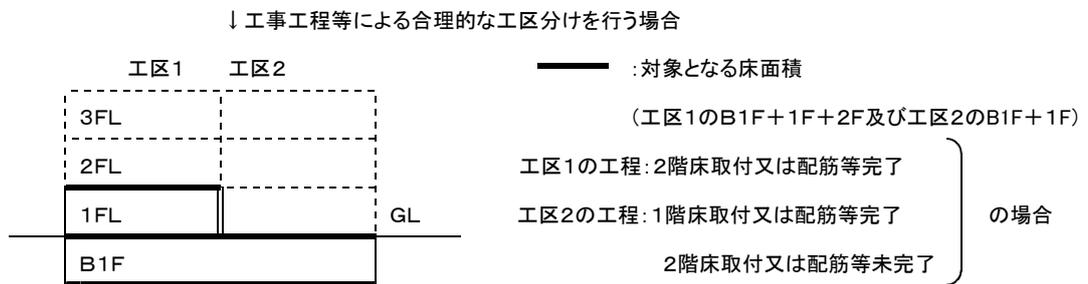 ↓工事工程等による合理的な工区分けを行う場合
工区1 工区2
:対象となる床面積
3FL
(工区1のB1F+1F+2F及び工区2のB1F+1F)
2FL
工区1の工程:2階床取付又は配筋等完了
1FL
GL
工区2の工程:1階床取付又は配筋等完了
の場合
B1F
2階床取付又は配筋等未完了